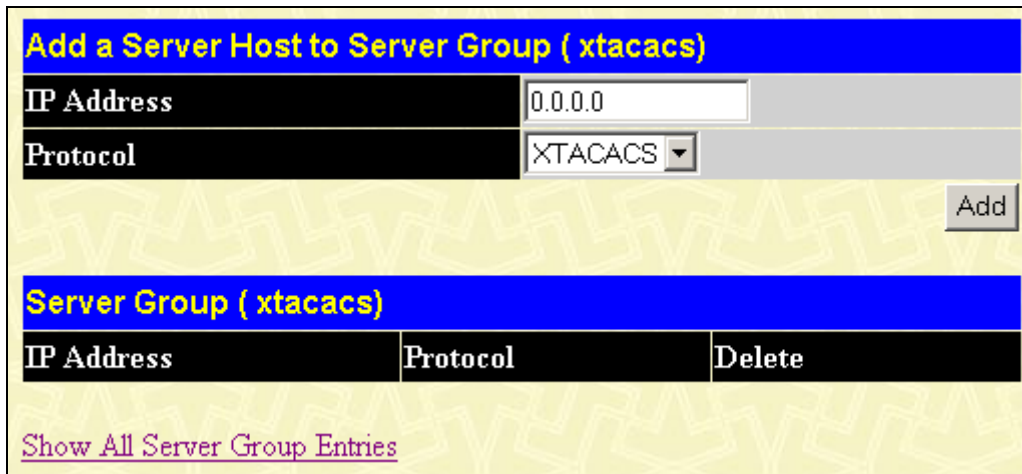 Add a Server Host to Server Group ( xtacacs)
IP Address 0.0.0.0
Protocol XTACACS
Add
Server Group ( xtacacs)
IP Address Protocol Delete
Show All Server Group Entries